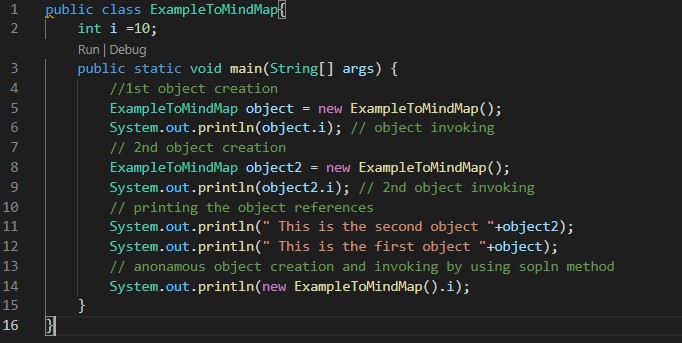 1 public class ExampleToMindMap{
2 int i =10;
Run | Debug
3 public static void main(String[] args) {
4 //1st object creation
5 ExampleToMindMap object = new ExampleToMindMap();
6 System.out.println(object.i); // object invoking
7 // 2nd object creation
8 ExampleToMindMap object2 = new ExampleToMindMap();
9 System.out.println(object2.i); // 2nd object invoking
10 // printing the object references
11 System.out.println(" This is the second object "+object2);
12 System.out.println(" This is the first object "+object);
13 // anonamous object creation and invoking by using sopln method
14 System.out.println(new ExampleToMindMap().i);
15 }
16 }